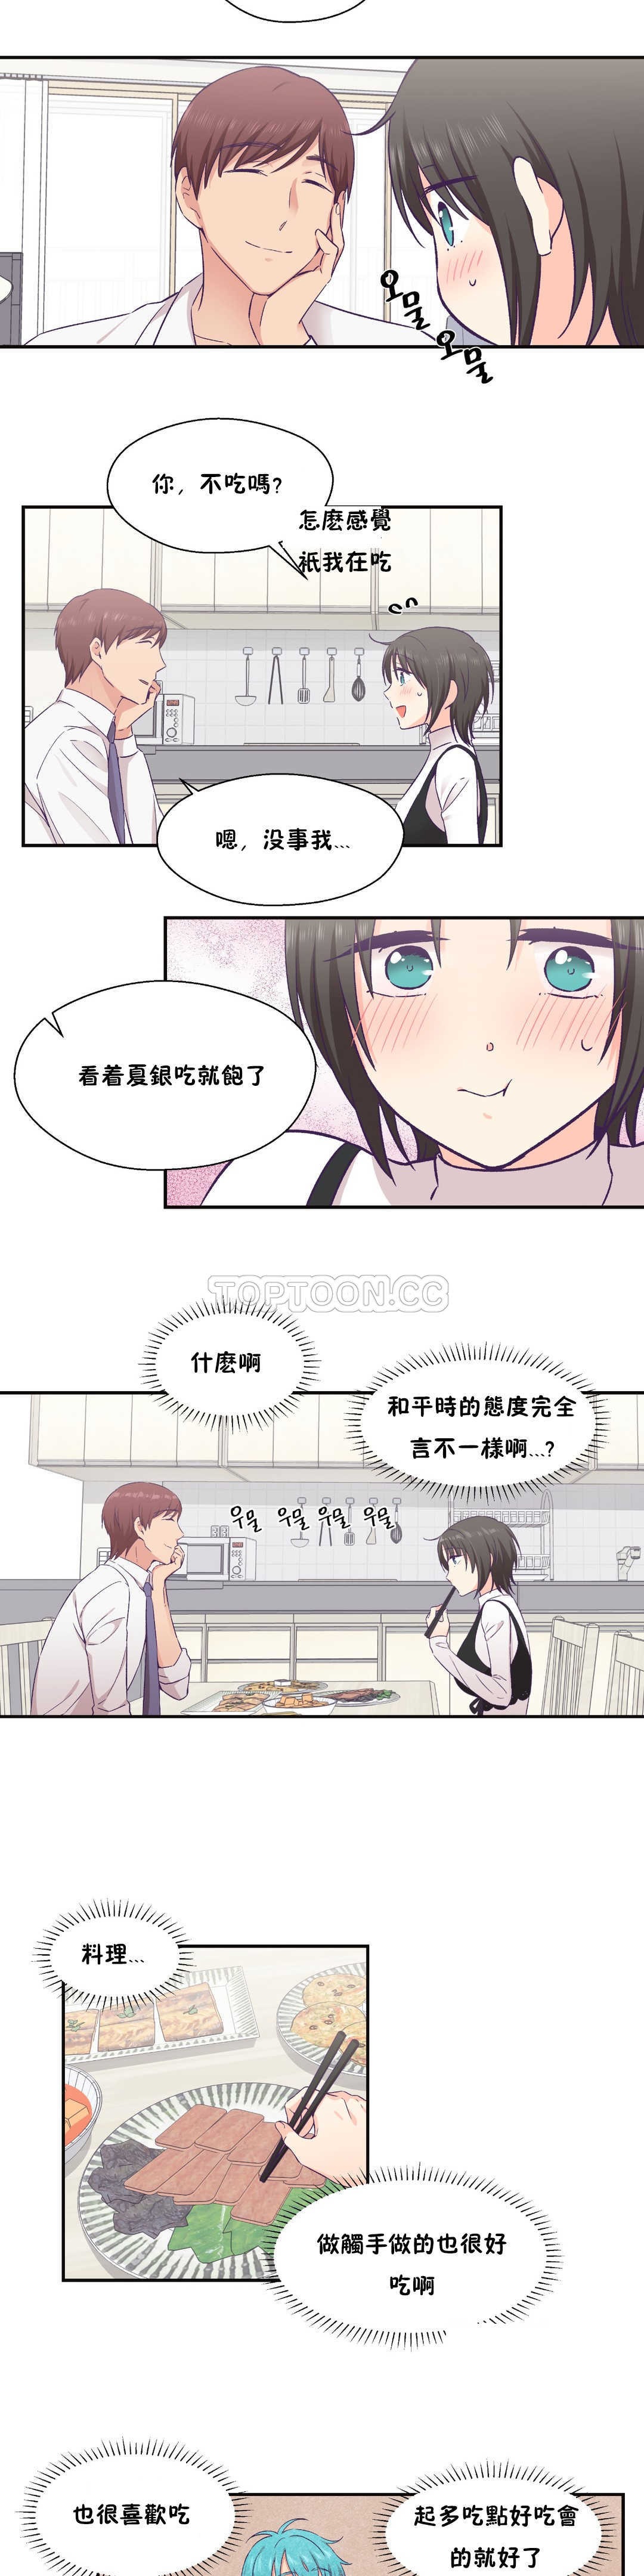 오물
오물
你，不吃嗎?
怎麽感覺
祇我在吃
嗯，没事我...
看着夏銀吃就飽了
TOPTOON.CC
什麽啊
和平時的態度完全
言不一樣啊...?
우물 우물 우물 우물
料理...
做觸手做的也很好
吃啊
也很喜歡吃
起多吃點好吃會
的就好了